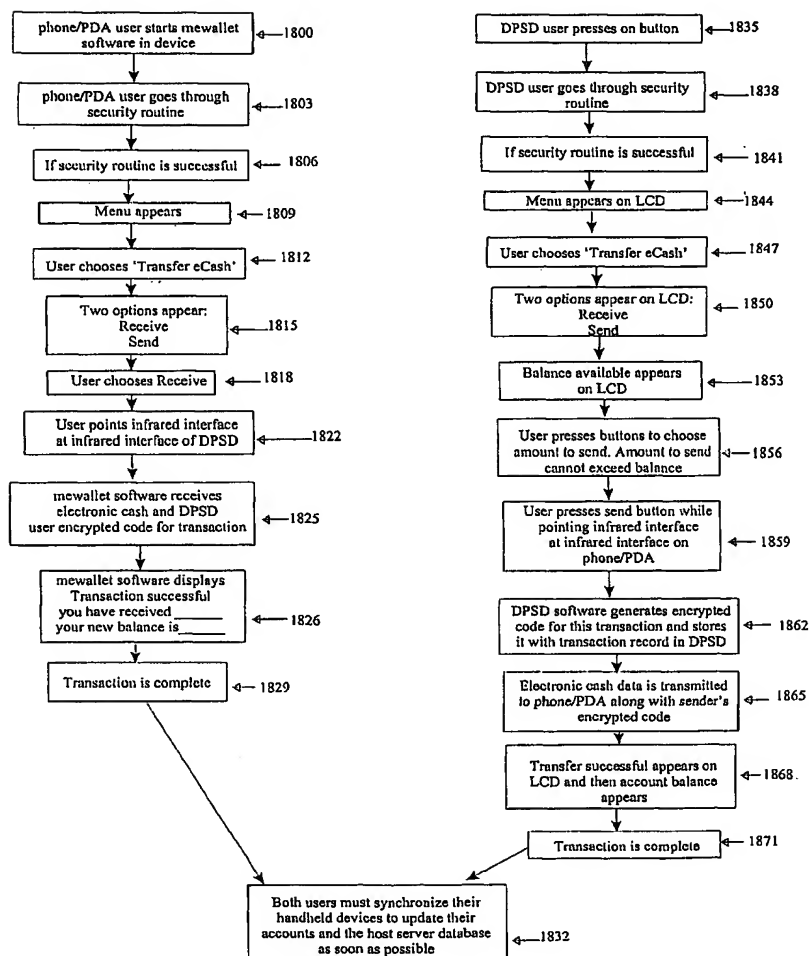 phone/PDA user starts mewallet
software in device
1800
phone/PDA user goes through
security routine
1803
If security routine is successful
1806
Menu appears
1809
User chooses 'Transfer eCash'
1812
Two options appear:
Receive
Send
1815
User chooses Receive
1818
User points infrared interface
at infrared interface of DPSD
1822
mewallet software receives
electronic cash and DPSD
user encrypted code for transaction
1825
mewallet software displays
Transaction successful
you have received ______
your new balance is ______
1826
Transaction is complete
1829
DPSD user presses on button
1835
DPSD user goes through security
routine
1838
If security routine is successful
1841
Menu appears on LCD
1844
User chooses 'Transfer eCash'
1847
Two options appear on LCD:
Receive
Send
1850
Balance available appears
on LCD
1853
User presses buttons to choose
amount to send. Amount to send
cannot exceed balance
1856
User presses send button while
pointing infrared interface
at infrared interface on
phone/PDA
1859
DPSD software generates encrypted
code for this transaction and stores
it with transaction record in DPSD
1862
Electronic cash data is transmitted
to phone/PDA along with sender's
encrypted code
1865
Transfer successful appears on
LCD and then account balance
appears
1868
Transaction is complete
1871
Both users must synchronize their
handheld devices to update their
accounts and the host server database
as soon as possible
1832